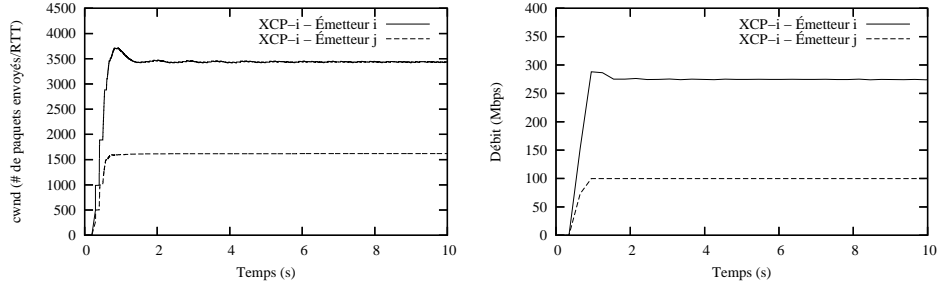 4500
4000
3500
3000
2500
2000
1500
1000
500
0
cwnd (# de paquets envoyés/RTT)
XCP–i – Émetteur i
XCP–i – Émetteur j
0 2 4 6 8 10
Temps (s)
400
350
300
250
200
150
100
50
0
Débit (Mbps)
XCP–i – Émetteur i
XCP–i – Émetteur j
0 2 4 6 8 10
Temps (s)